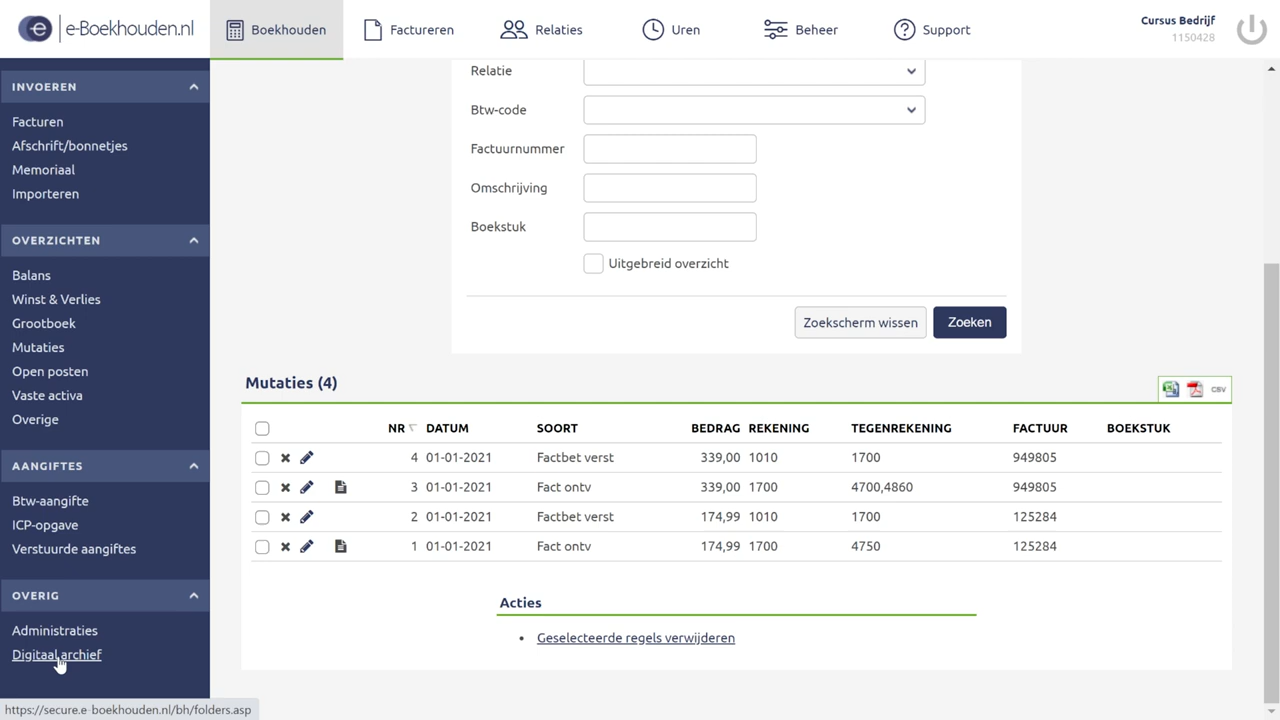 e-Boekhouden.nl
Boekhouden
Factureren
Relaties
Uren
Beheer
Support
Cursus Bedrijf
1150428
INVOEREN
Facturen
Afschrift/bonnetjes
Memoriaal
Importeren
OVERZICHTEN
Balans
Winst & Verlies
Grootboek
Mutaties
Open posten
Vaste activa
Overige
AANGIFTES
Btw-aangifte
ICP-opgave
Verstuurde aangiftes
OVERIG
Administraties
Digitaal archief
https://secure.e-boekhouden.nl/bh/folders.asp
Relatie
Btw-code
Factuurnummer
Omschrijving
Boekstuk
Uitgebreid overzicht
Zoekscherm wissen Zoeken
Mutaties (4)
CSV
NR DATUM SOORT BEDRAG REKENING TEGENREKENING FACTUUR BOEKSTUK
4 01-01-2021 Factbet verst 339,00 1010 1700 949805
3 01-01-2021 Fact ontv 339,00 1700 4700,4860 949805
2 01-01-2021 Factbet verst 174,99 1010 1700 125284
1 01-01-2021 Fact ontv 174,99 1700 4750 125284
Acties
• Geselecteerde regels verwijderen